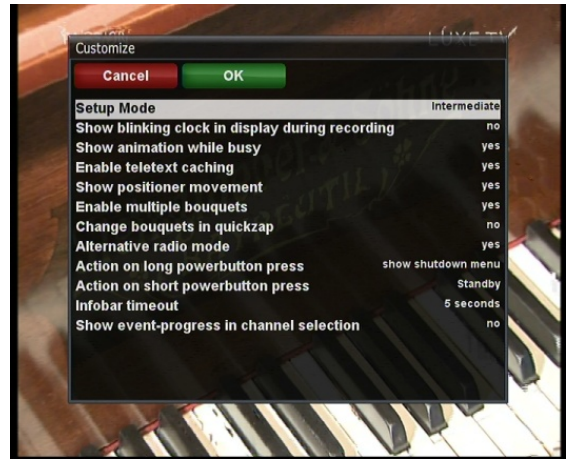 LUXE TV
Customize
Cancel OK
Setup Mode Intermediate
Show blinking clock in display during recording no
Show animation while busy yes
Enable teletext caching yes
Show positioner movement yes
Enable multiple bouquets yes
Change bouquets in quickzap no
Alternative radio mode yes
Action on long powerbutton press show shutdown menu
Action on short powerbutton press Standby
Infobar timeout 5 seconds
Show event-progress in channel selection no